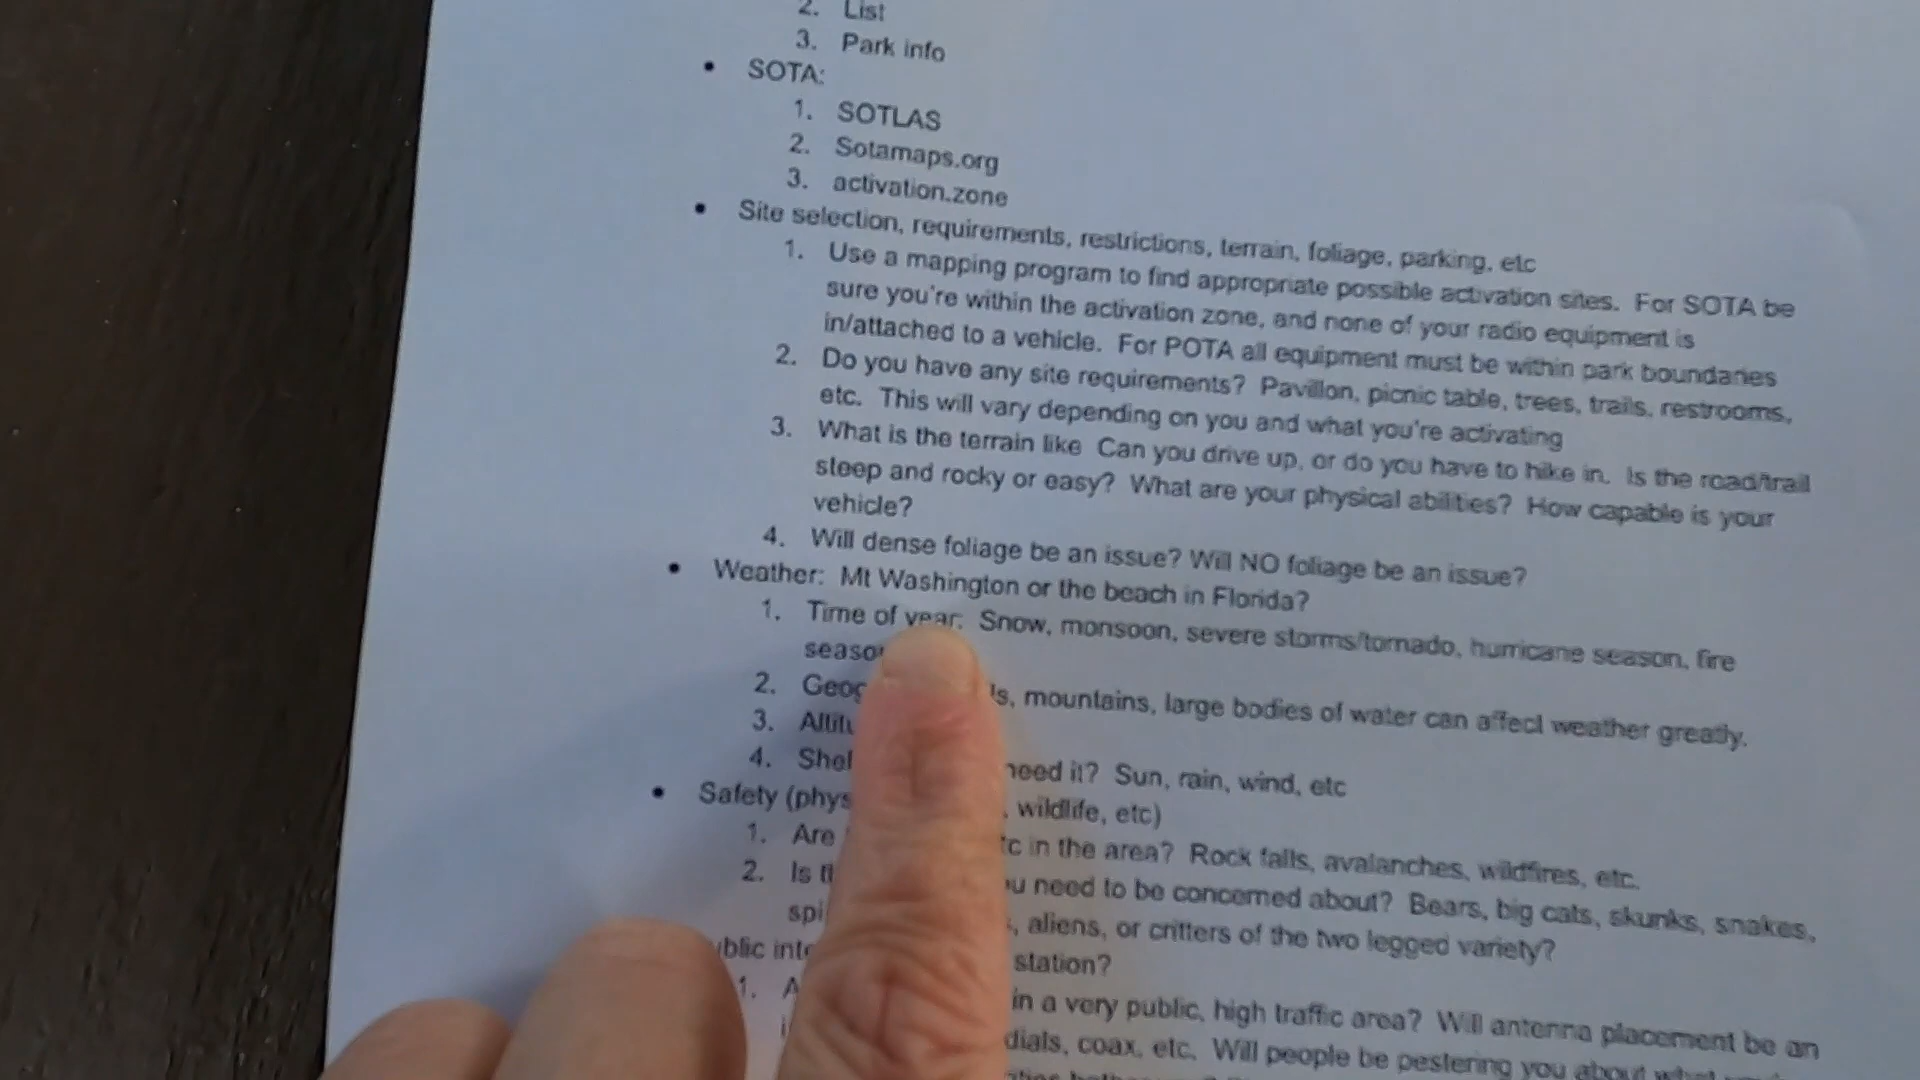 2. List
3. Park info
• SOTA:
1. SOTLAS
2. Sotamaps.org
3. activation.zone
• Site selection, requirements, restrictions, terrain, foliage, parking, etc
1. Use a mapping program to find appropriate possible activation sites. For SOTA be
sure you're within the activation zone, and none of your radio equipment is
in/attached to a vehicle. For POTA all equipment must be within park boundaries
2. Do you have any site requirements? Pavillon, picnic table, trees, trails, restrooms,
etc. This will vary depending on you and what you're activating
3. What is the terrain like Can you drive up, or do you have to hike in. Is the road/trail
steep and rocky or easy? What are your physical abilities? How capable is your
vehicle?
4. Will dense foliage be an issue? Will NO foliage be an issue?
• Weather: Mt Washington or the beach in Florida?
1. Time of year: Snow, monsoon, severe storms/tornado, hurricane season, fire
2. mountains, large bodies of water can affect weather greatly.
3.
4. need it? Sun, rain, wind, etc
• Safety wildlife, etc)
1. Are in the area? Rock falls, avalanches, wildfires, etc.
2. Is need to be concerned about? Bears, big cats, skunks, snakes,
aliens, or critters of the two legged variety?
station?
1. in a very public, high traffic area? Will antenna placement be an
coax, etc. Will people be pestering you about